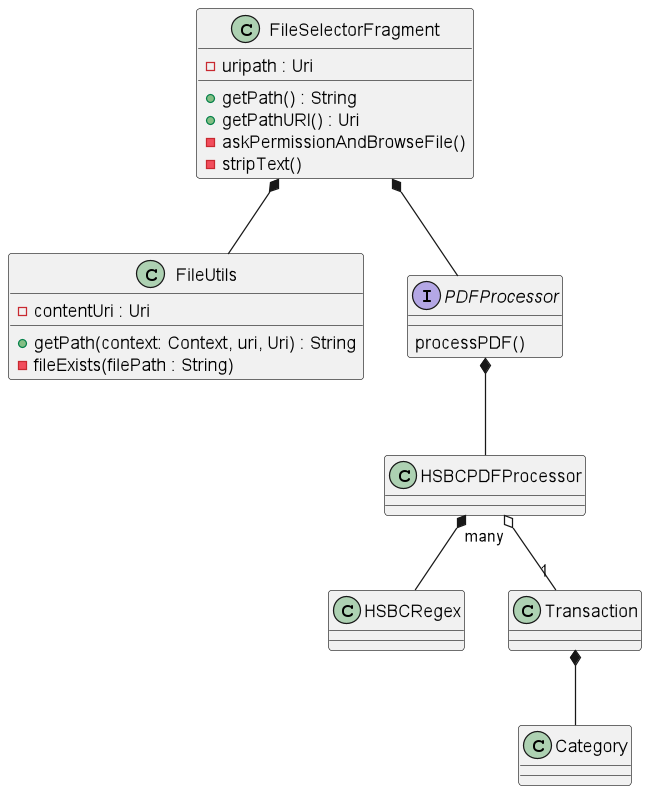 C FileSelectorFragment
uripath : Uri
getPath() : String
getPathURI() : Uri
askPermissionAndBrowseFile()
stripText()
C FileUtils
contentUri : Uri
getPath(context: Context, uri, Uri) : String
fileExists(filePath : String)
I PDFProcessor
processPDF()
C HSBCPDFProcessor
many
1
C HSBCRegex
C Transaction
C Category